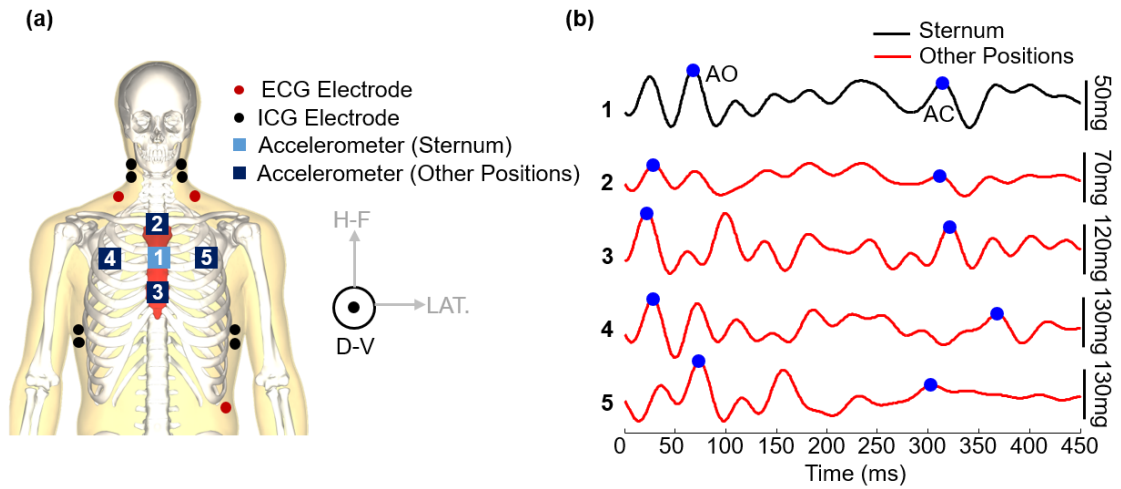 (a)
ECG Electrode
ICG Electrode
Accelerometer (Sternum)
Accelerometer (Other Positions)
2
4
1
5
3
H-F
LAT.
D-V
(b)
Sternum
Other Positions
1
AO
AC
50mg
2
70mg
3
120mg
4
130mg
5
130mg
0 50 100 150 200 250 300 350 400 450
Time (ms)